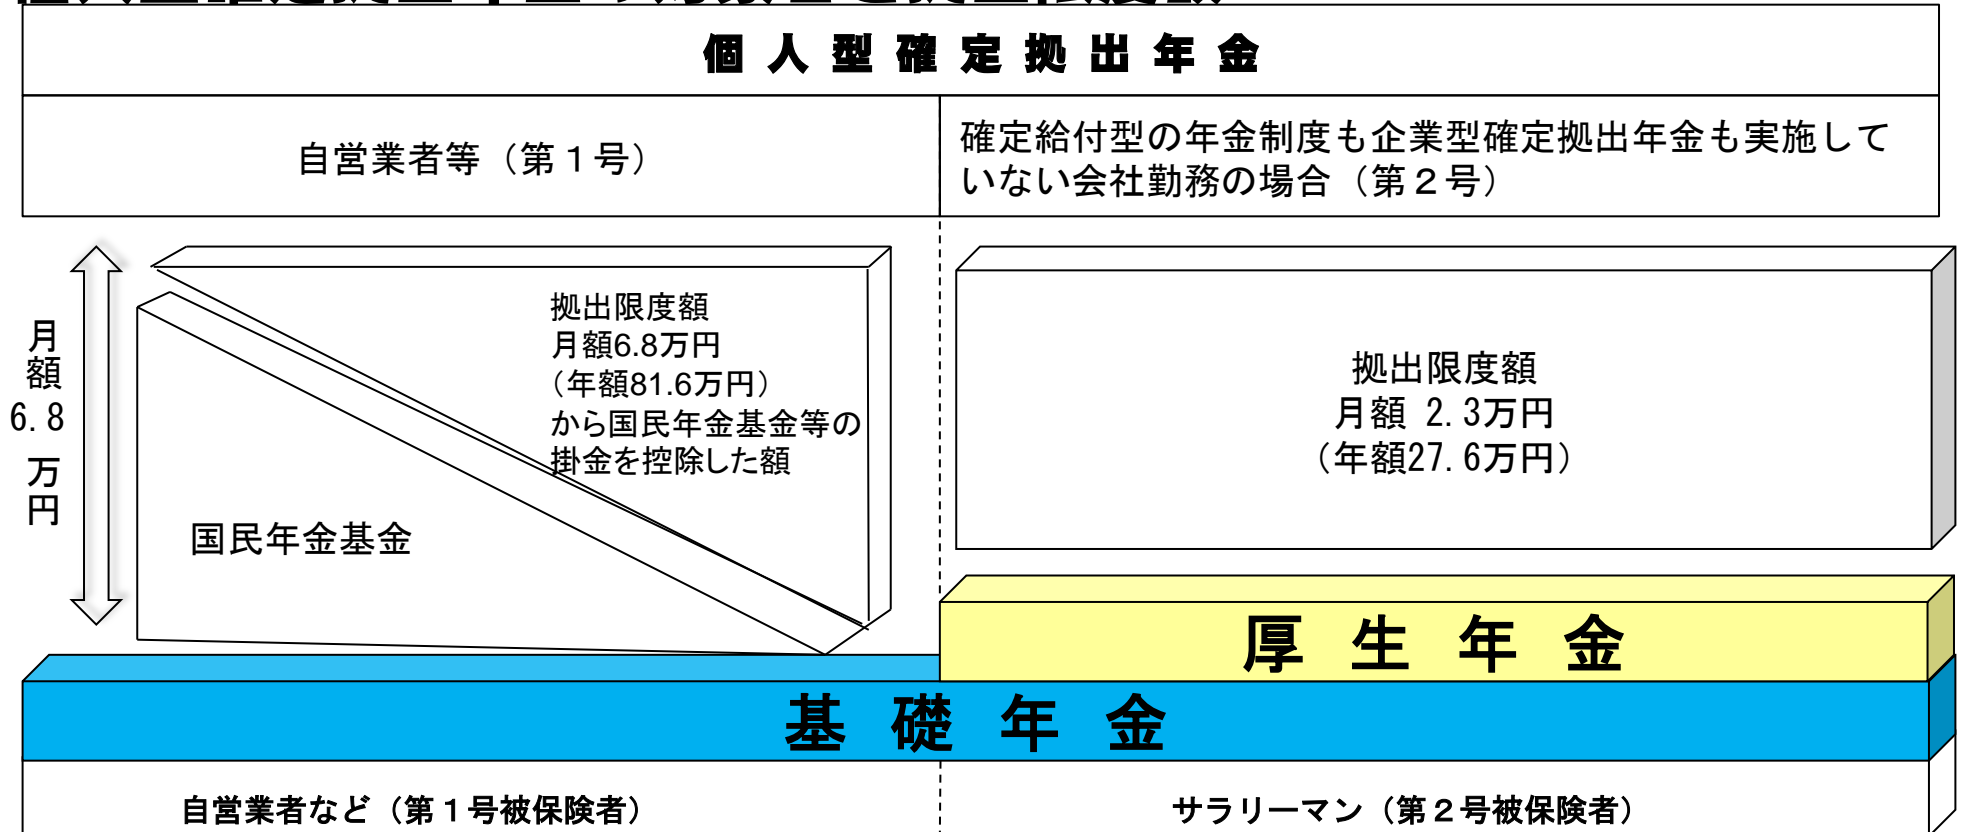 個人型確定拠出年金
自営業者等（第１号）
確定給付型の年金制度も企業型確定拠出年金も実施して
いない会社勤務の場合（第２号）
月額6.8万円
拠出限度額
月額6.8万円
（年額81.6万円）
から国民年金基金等の
掛金を控除した額
国民年金基金
拠出限度額
月額 2.3万円
（年額27.6万円）
厚生年金
基礎年金
自営業者など（第１号被保険者）
サラリーマン（第２号被保険者）